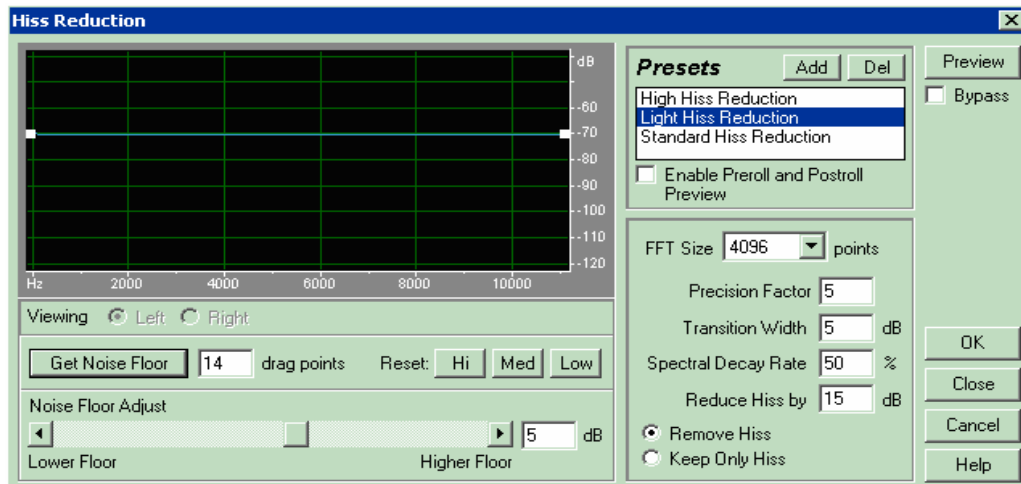 Hiss Reduction
dB
-60
-70
-80
-90
-100
-110
-120
Hz 2000 4000 6000 8000 10000
Viewing Left Right
Get Noise Floor 14 drag points Reset: Hi Med Low
Noise Floor Adjust
5 dB
Lower Floor Higher Floor
Presets Add Del
High Hiss Reduction
Light Hiss Reduction
Standard Hiss Reduction
Enable Preroll and Postroll
Preview
FFT Size 4096 points
Precision Factor 5
Transition Width 5 dB
Spectral Decay Rate 50 %
Reduce Hiss by 15 dB
Remove Hiss
Keep Only Hiss
Preview
Bypass
OK
Close
Cancel
Help